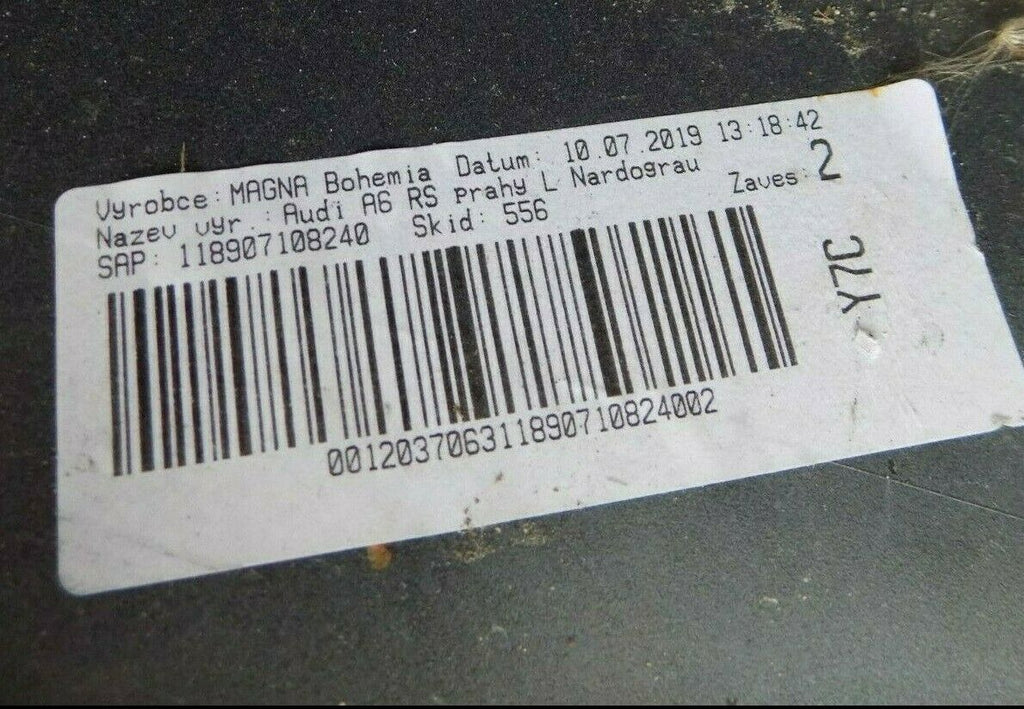 Vyrobce: MAGNA Bohemia Datum: 10.07.2019 13:18:42
Nazev vyr.: Audi A6 RS prahy L Nardograu Zaves: 2
SAP: 118907108240 Skid: 556
Y7C
001203706311890710824002